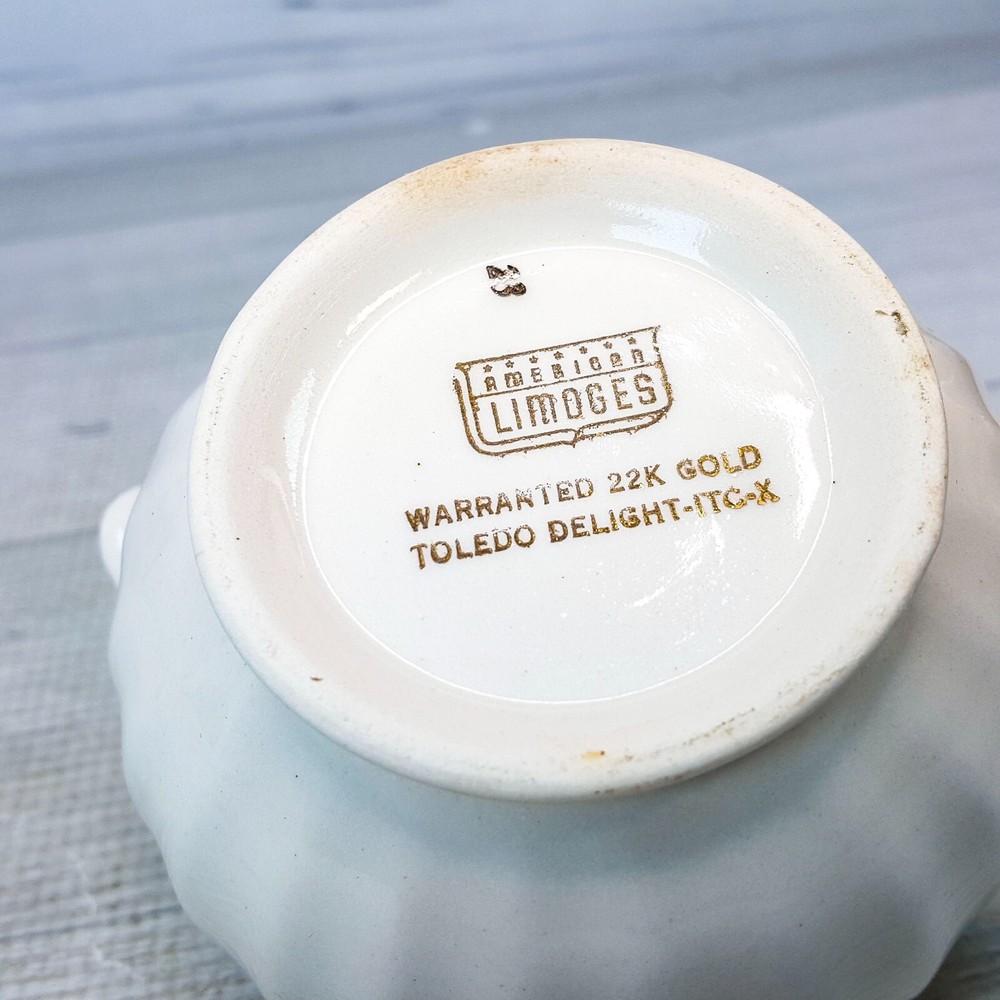 AMERICAN
LIMOGES
WARRANTED 22K GOLD
TOLEDO DELIGHT-ITC-X